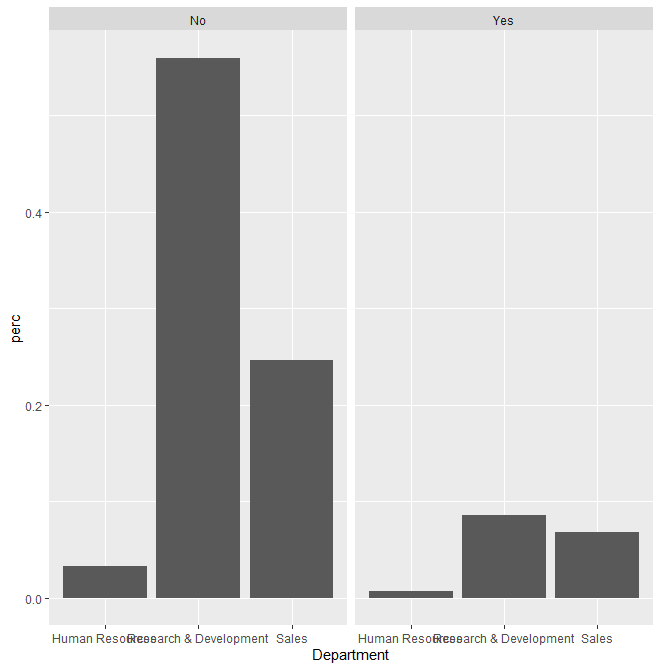 No
Yes
perc
0.4
0.2
0.0
Human Resources Research & Development Sales
Human Resources Research & Development Sales
Department